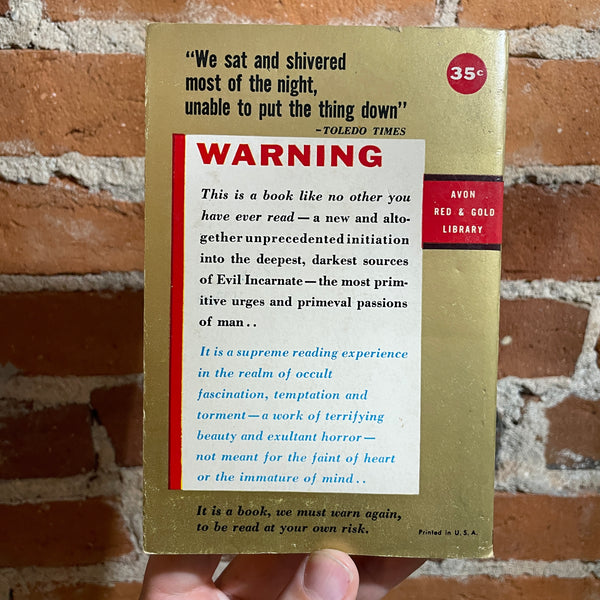 "We sat and shivered
most of the night,
unable to put the thing down"
–TOLEDO TIMES
35c
WARNING
This is a book like no other you
have ever read — a new and alto-
gether unprecedented initiation
into the deepest, darkest sources
of Evil Incarnate — the most prim-
itive urges and primeval passions
of man . .
It is a supreme reading experience
in the realm of occult
fascination, temptation and
torment — a work of terrifying
beauty and exultant horror —
not meant for the faint of heart
or the immature of mind . .
AVON
RED & GOLD
LIBRARY
It is a book, we must warn again,
to be read at your own risk.
Printed in U. S. A.